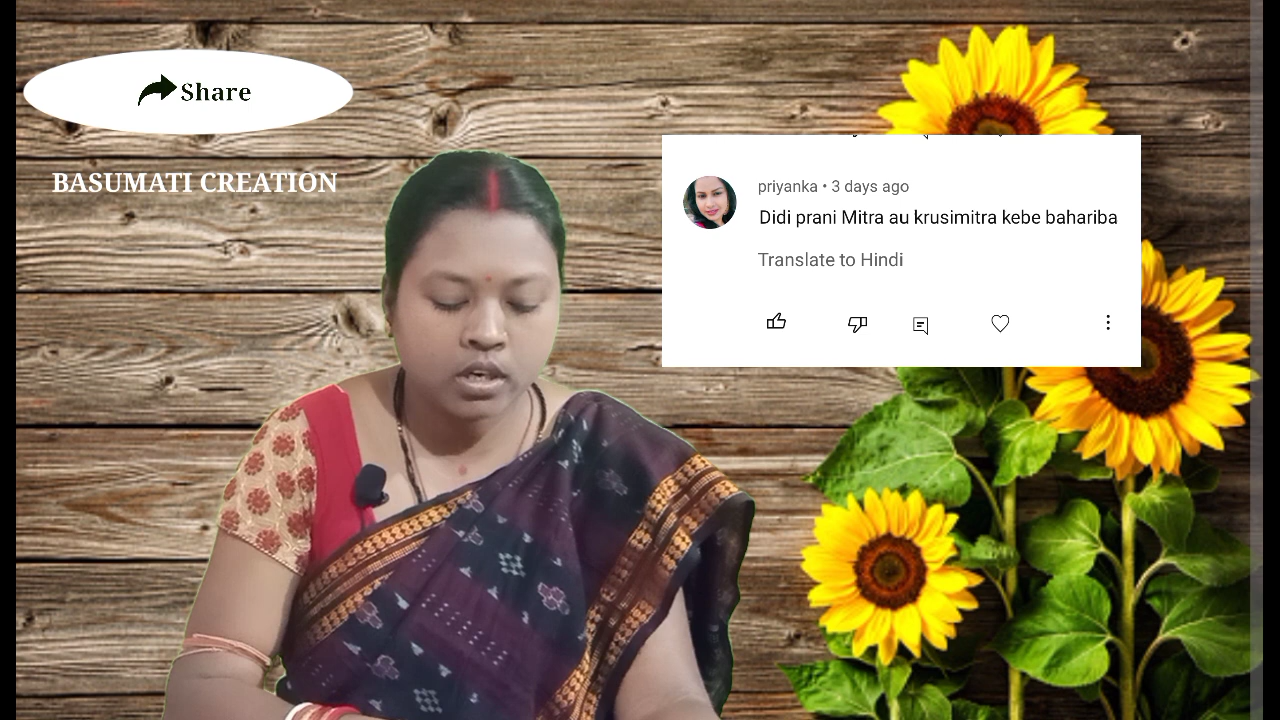 Share
BASUMATI CREATION
priyanka • 3 days ago
Didi prani Mitra au krusimitra kebe bahariba
Translate to Hindi